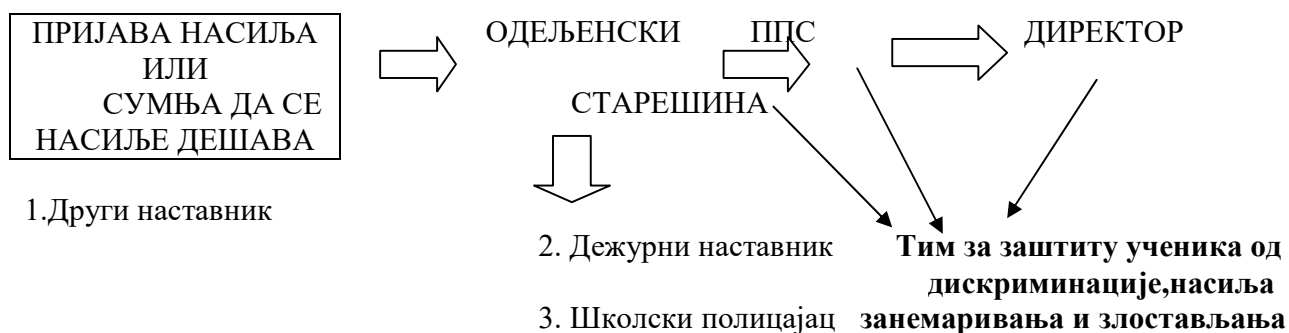 ПРИЈАВА НАСИЉА
ИЛИ
СУМЊА ДА СЕ
НАСИЉЕ ДЕШАВА
ОДЕЉЕНСКИ
СТАРЕШИНА
ППС
ДИРЕКТОР
1.Други наставник
2. Дежурни наставник
3. Школски полицајац
Тим за заштиту ученика од
дискриминације,насиља
занемаривања и злостављања